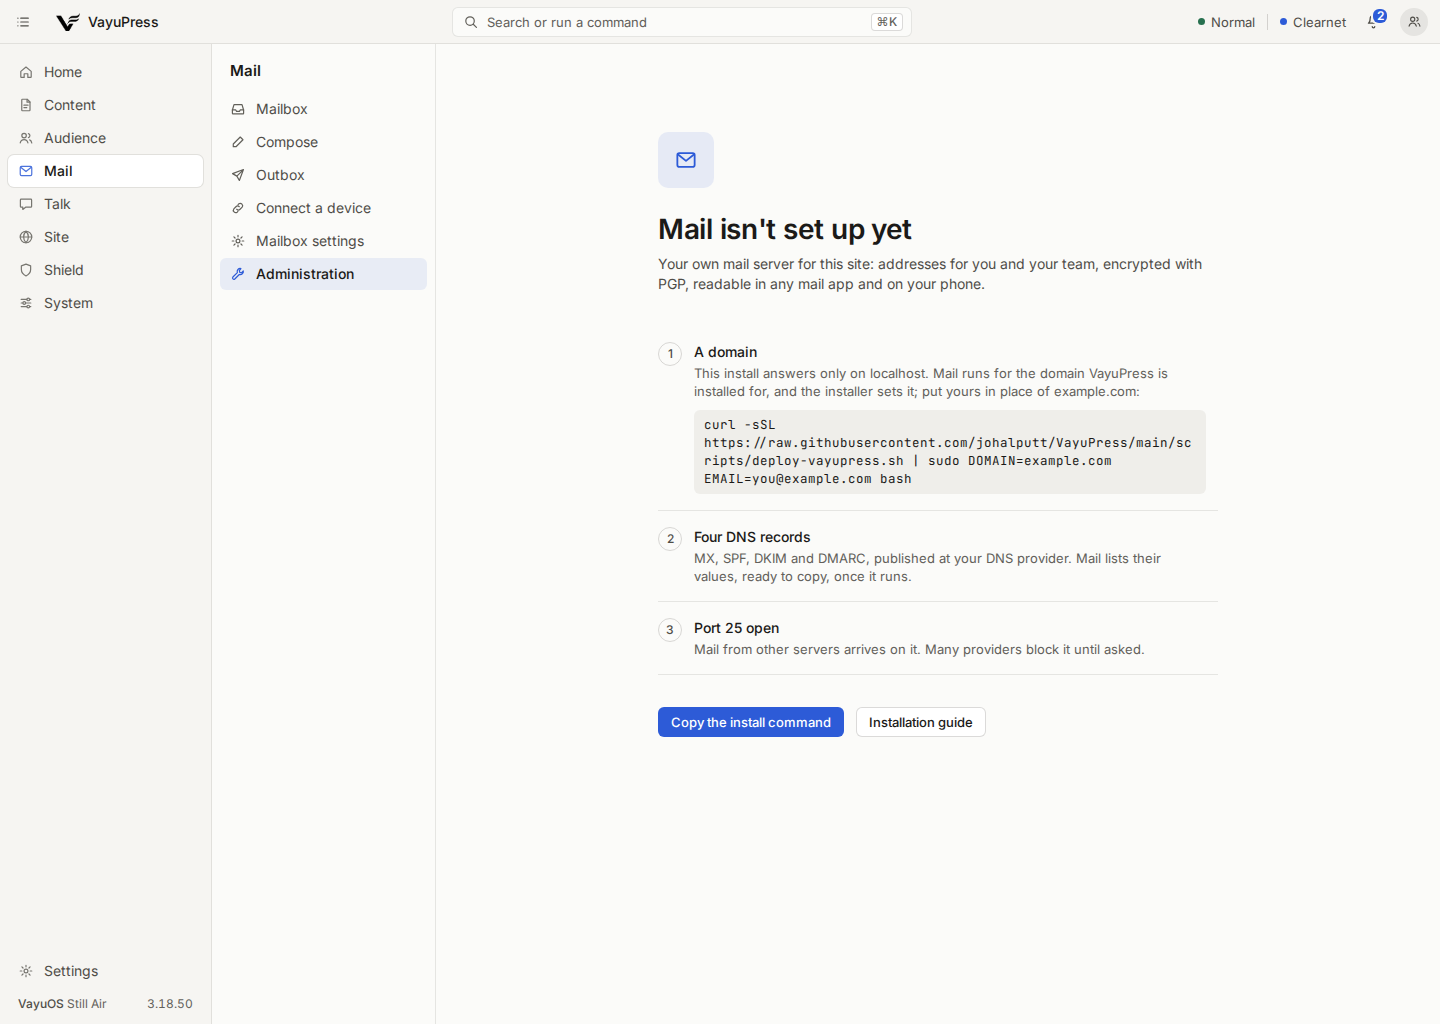 VayuPress
Search or run a command
⌘K
Normal
Clearnet
2
Home
Content
Audience
Mail
Talk
Site
Shield
System
Settings
VayuOS Still Air
3.18.50
Mail
Mailbox
Compose
Outbox
Connect a device
Mailbox settings
Administration
Mail isn't set up yet
Your own mail server for this site: addresses for you and your team, encrypted with
PGP, readable in any mail app and on your phone.
1
A domain
This install answers only on localhost. Mail runs for the domain VayuPress is
installed for, and the installer sets it; put yours in place of example.com:
curl -sSL
https://raw.githubusercontent.com/johalputt/VayuPress/main/sc
ripts/deploy-vayupress.sh | sudo DOMAIN=example.com
EMAIL=you@example.com bash
2
Four DNS records
MX, SPF, DKIM and DMARC, published at your DNS provider. Mail lists their
values, ready to copy, once it runs.
3
Port 25 open
Mail from other servers arrives on it. Many providers block it until asked.
Copy the install command
Installation guide